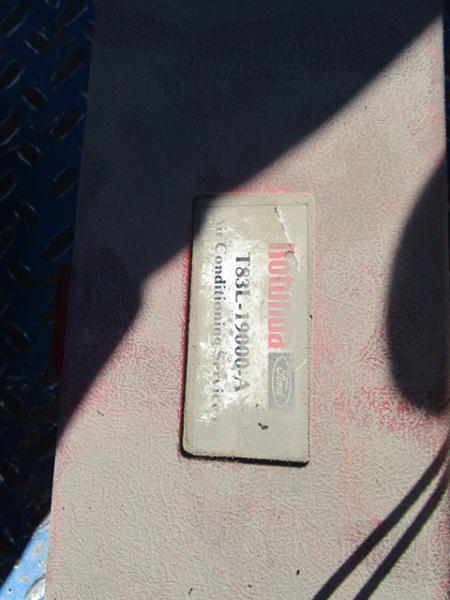 Rotunda
Ford
T83L-19000-A
Air Conditioning Service